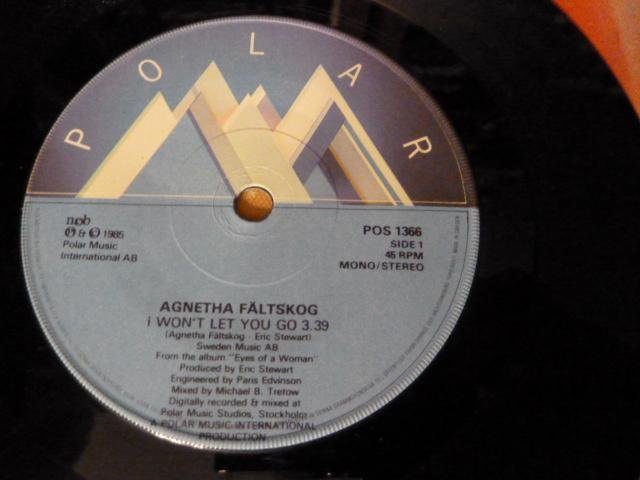 POLAR
n©b
℗ & © 1985
Polar Music
International AB
POS 1366
SIDE 1
45 RPM
MONO/STEREO
AGNETHA FÄLTSKOG
I WON'T LET YOU GO 3.39
(Agnetha Fältskog - Eric Stewart)
Sweden Music AB
From the album "Eyes of a Woman"
Produced by Eric Stewart
Engineered by Paris Edvinson
Mixed by Michael B. Tretow
Digitally recorded & mixed at
Polar Music Studios, Stockholm
A POLAR MUSIC INTERNATIONAL
PRODUCTION